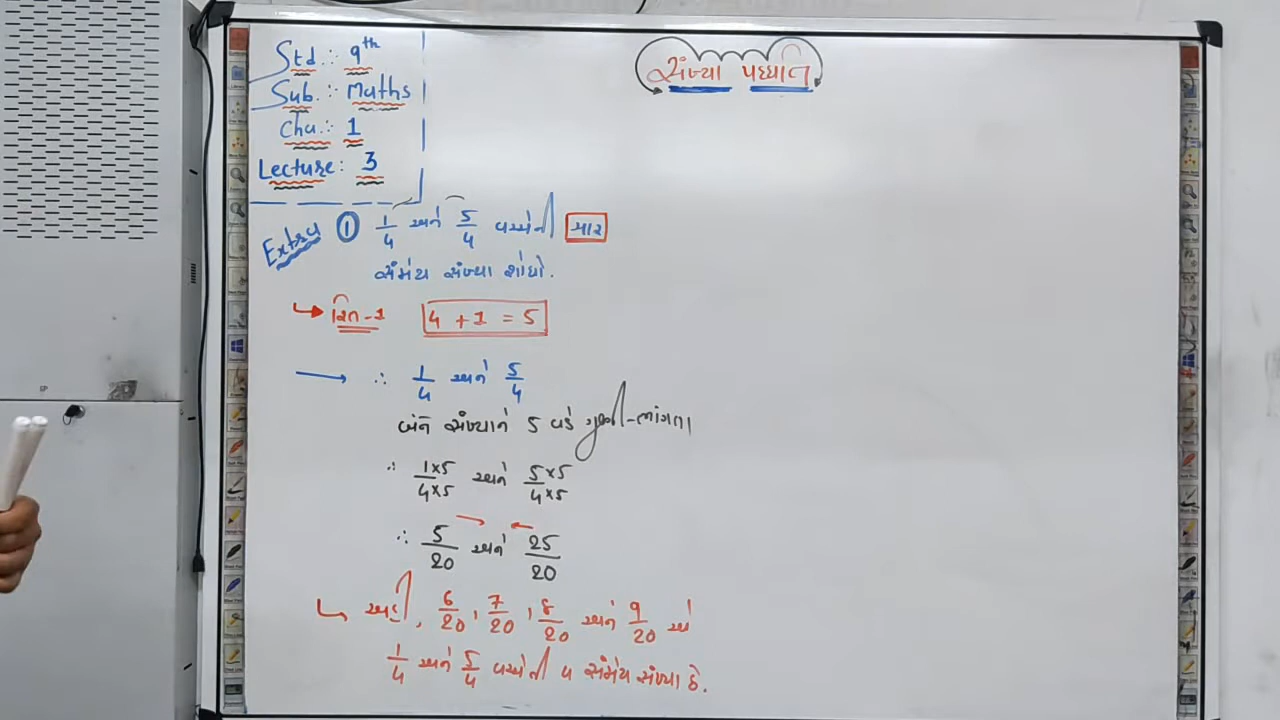 Std. : 9th
Sub. : Maths
Cha. : 1
Lecture : 3
સંખ્યા પધ્ધતિ
Extra ① 1/4 અને 5/4 વચ્ચેની ચાર
સંમેય સંખ્યા શોધો.
↳ રિત-1 4 + 1 = 5
→ ∴ 1/4 અને 5/4
બંને સંખ્યાને 5 વડે ગુણી-ભાંગતા
∴ 1×5/4×5 અને 5×5/4×5
∴ 5/20 અને 25/20
↳ અહીં, 6/20, 7/20, 8/20 અને 9/20 એ
1/4 અને 5/4 વચ્ચેની ૪ સંમેય સંખ્યા છે.